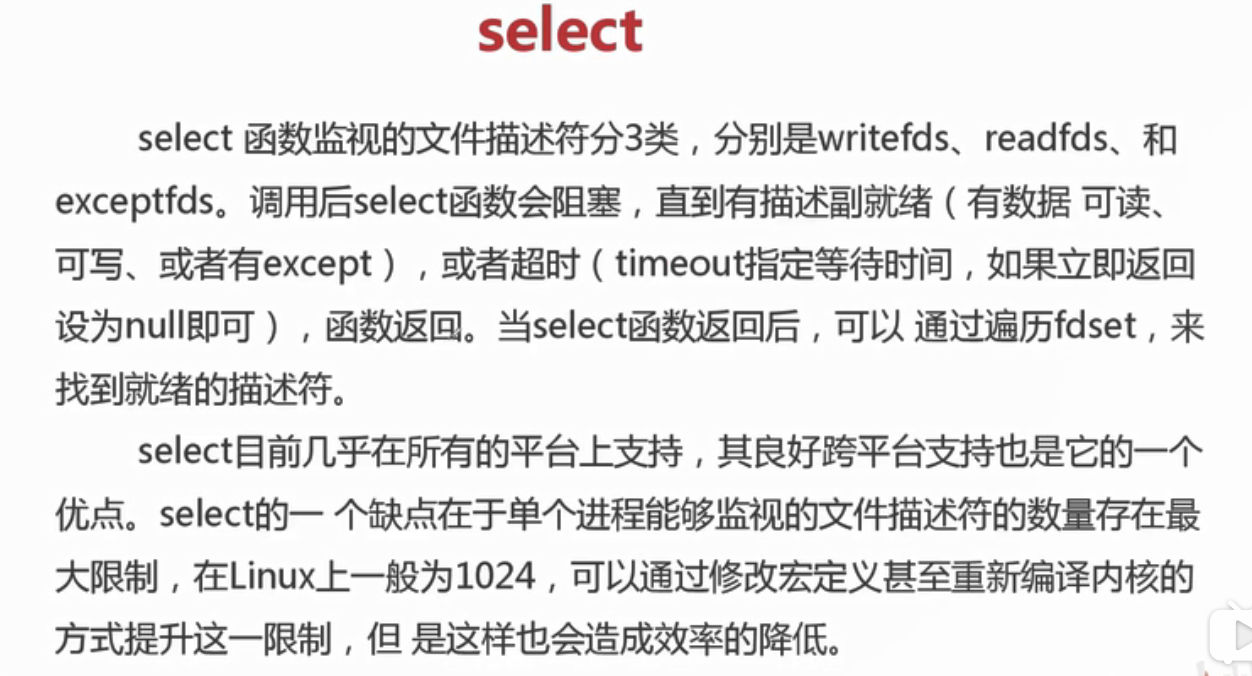 select
select 函数监视的文件描述符分3类，分别是writefds、readfds、和
exceptfds。调用后select函数会阻塞，直到有描述副就绪（有数据 可读、
可写、或者有except），或者超时（timeout指定等待时间，如果立即返回
设为null即可），函数返回。当select函数返回后，可以 通过遍历fdset，来
找到就绪的描述符。
select目前几乎在所有的平台上支持，其良好跨平台支持也是它的一个
优点。select的一 个缺点在于单个进程能够监视的文件描述符的数量存在最
大限制，在Linux上一般为1024，可以通过修改宏定义甚至重新编译内核的
方式提升这一限制，但 是这样也会造成效率的降低。